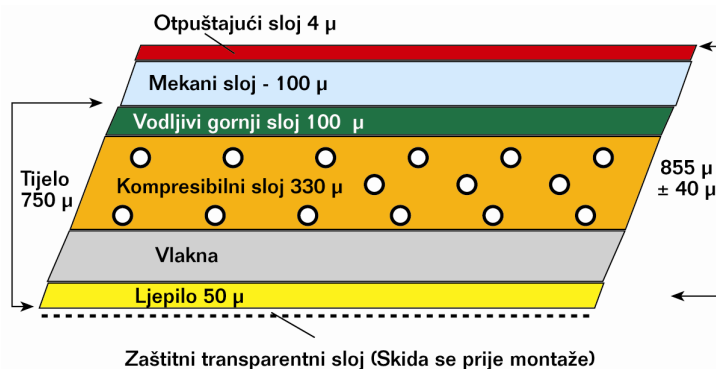 Otpuštajući sloj 4 µ
Mekani sloj - 100 µ
Vodljivi gornji sloj 100 µ
Tijelo
750 µ
Kompresibilni sloj 330 µ
855 µ
± 40 µ
Vlakna
Ljepilo 50 µ
Zaštitni transparentni sloj (Skida se prije montaže)